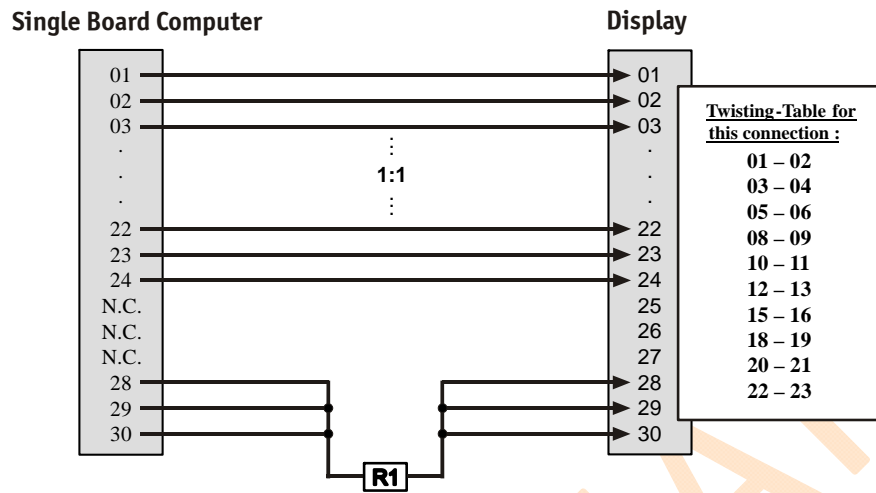 Single Board Computer
Display
01
02
03
.
.
.
22
23
24
N.C.
N.C.
N.C.
28
29
30
⋮
1:1
⋮
R1
01
02
03
.
.
.
22
23
24
25
26
27
28
29
30
Twisting-Table for
this connection :
01 – 02
03 – 04
05 – 06
08 – 09
10 – 11
12 – 13
15 – 16
18 – 19
20 – 21
22 – 23